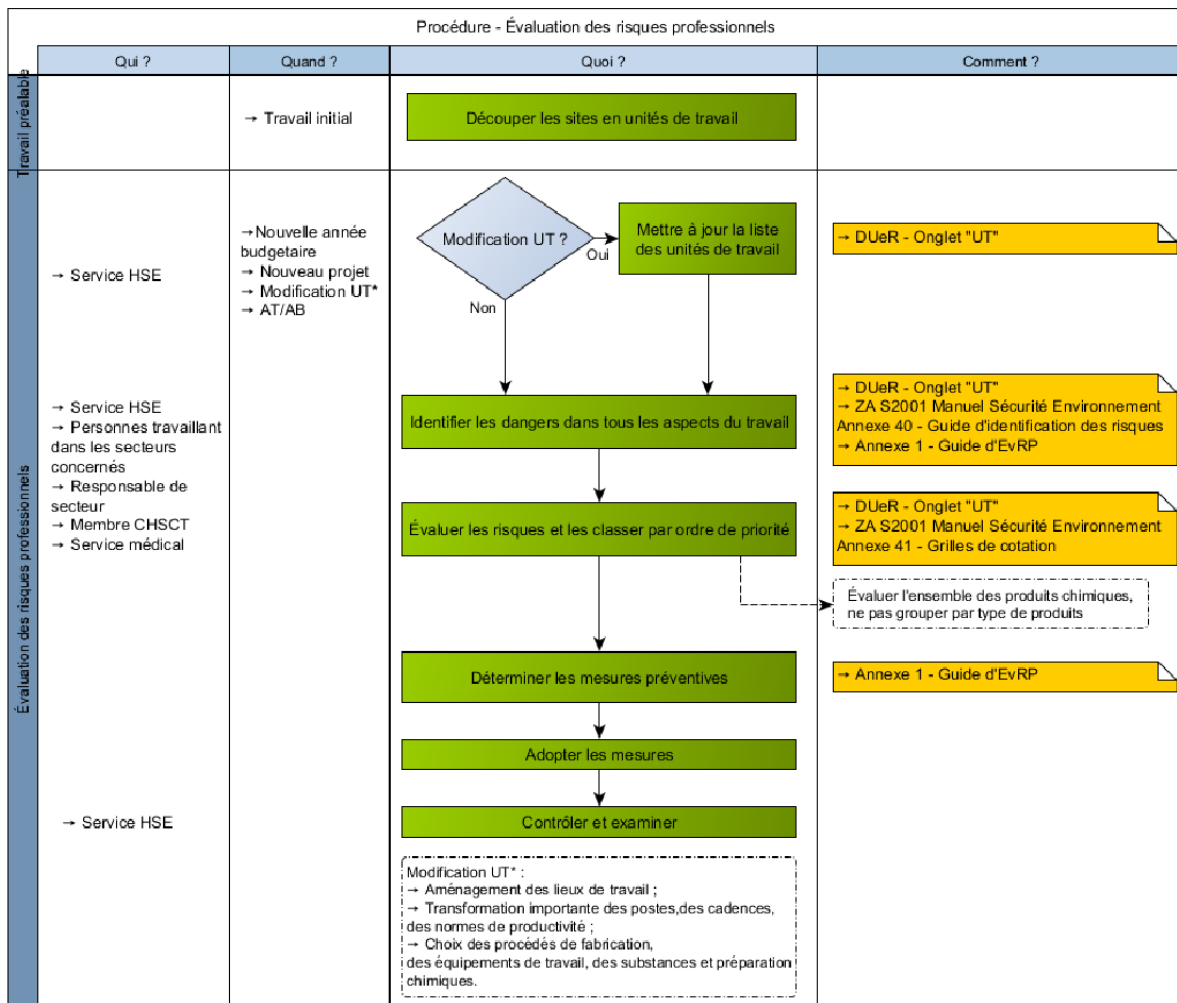 Procédure - Évaluation des risques professionnels
Qui ?
Quand ?
Quoi ?
Comment ?
Travail préalable
→ Travail initial
Découper les sites en unités de travail
Évaluation des risques professionnels
→ Service HSE
→Nouvelle année
budgetaire
→ Nouveau projet
→ Modification UT*
→ AT/AB
Modification UT ?
Oui
Non
Mettre à jour la liste
des unités de travail
→ DUeR - Onglet "UT"
→ Service HSE
→ Personnes travaillant
dans les secteurs
concernés
→ Responsable de
secteur
→ Membre CHSCT
→ Service médical
Identifier les dangers dans tous les aspects du travail
→ DUeR - Onglet "UT"
→ ZA S2001 Manuel Sécurité Environnement
Annexe 40 - Guide d'identification des risques
→ Annexe 1 - Guide d'EvRP
Évaluer les risques et les classer par ordre de priorité
→ DUeR - Onglet "UT"
→ ZA S2001 Manuel Sécurité Environnement
Annexe 41 - Grilles de cotation
Évaluer l'ensemble des produits chimiques,
ne pas grouper par type de produits
Déterminer les mesures préventives
→ Annexe 1 - Guide d'EvRP
Adopter les mesures
→ Service HSE
Contrôler et examiner
Modification UT* :
→ Aménagement des lieux de travail ;
→ Transformation importante des postes,des cadences,
des normes de productivité ;
→ Choix des procédés de fabrication,
des équipements de travail, des substances et préparation
chimiques.